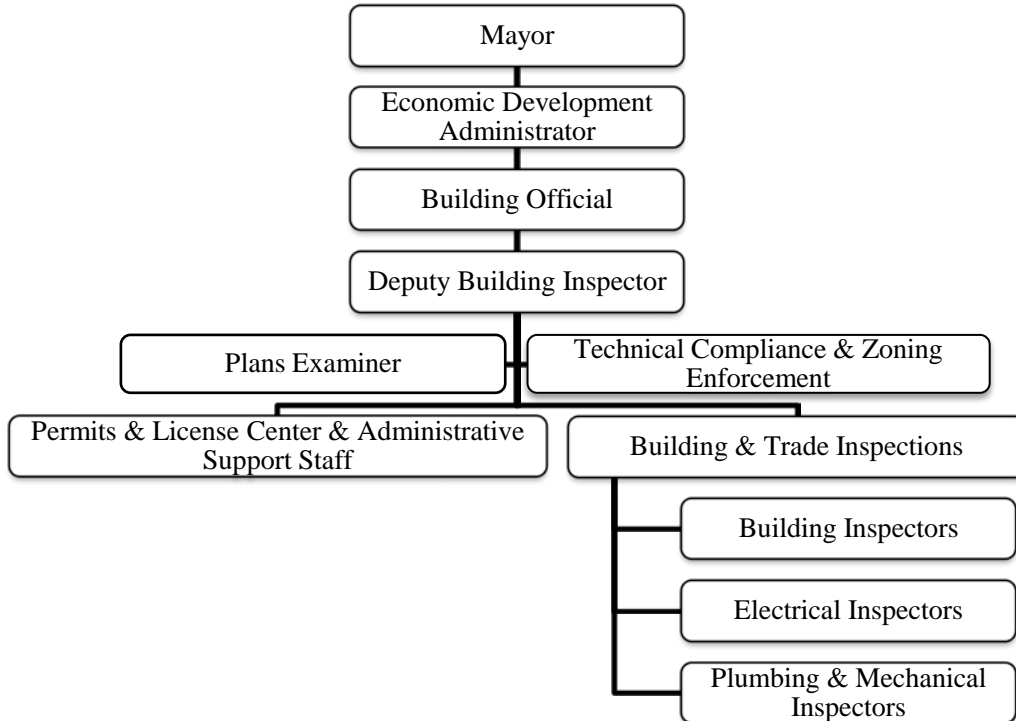 Mayor
Economic Development
Administrator
Building Official
Deputy Building Inspector
Plans Examiner
Technical Compliance & Zoning
Enforcement
Permits & License Center & Administrative
Support Staff
Building & Trade Inspections
Building Inspectors
Electrical Inspectors
Plumbing & Mechanical
Inspectors